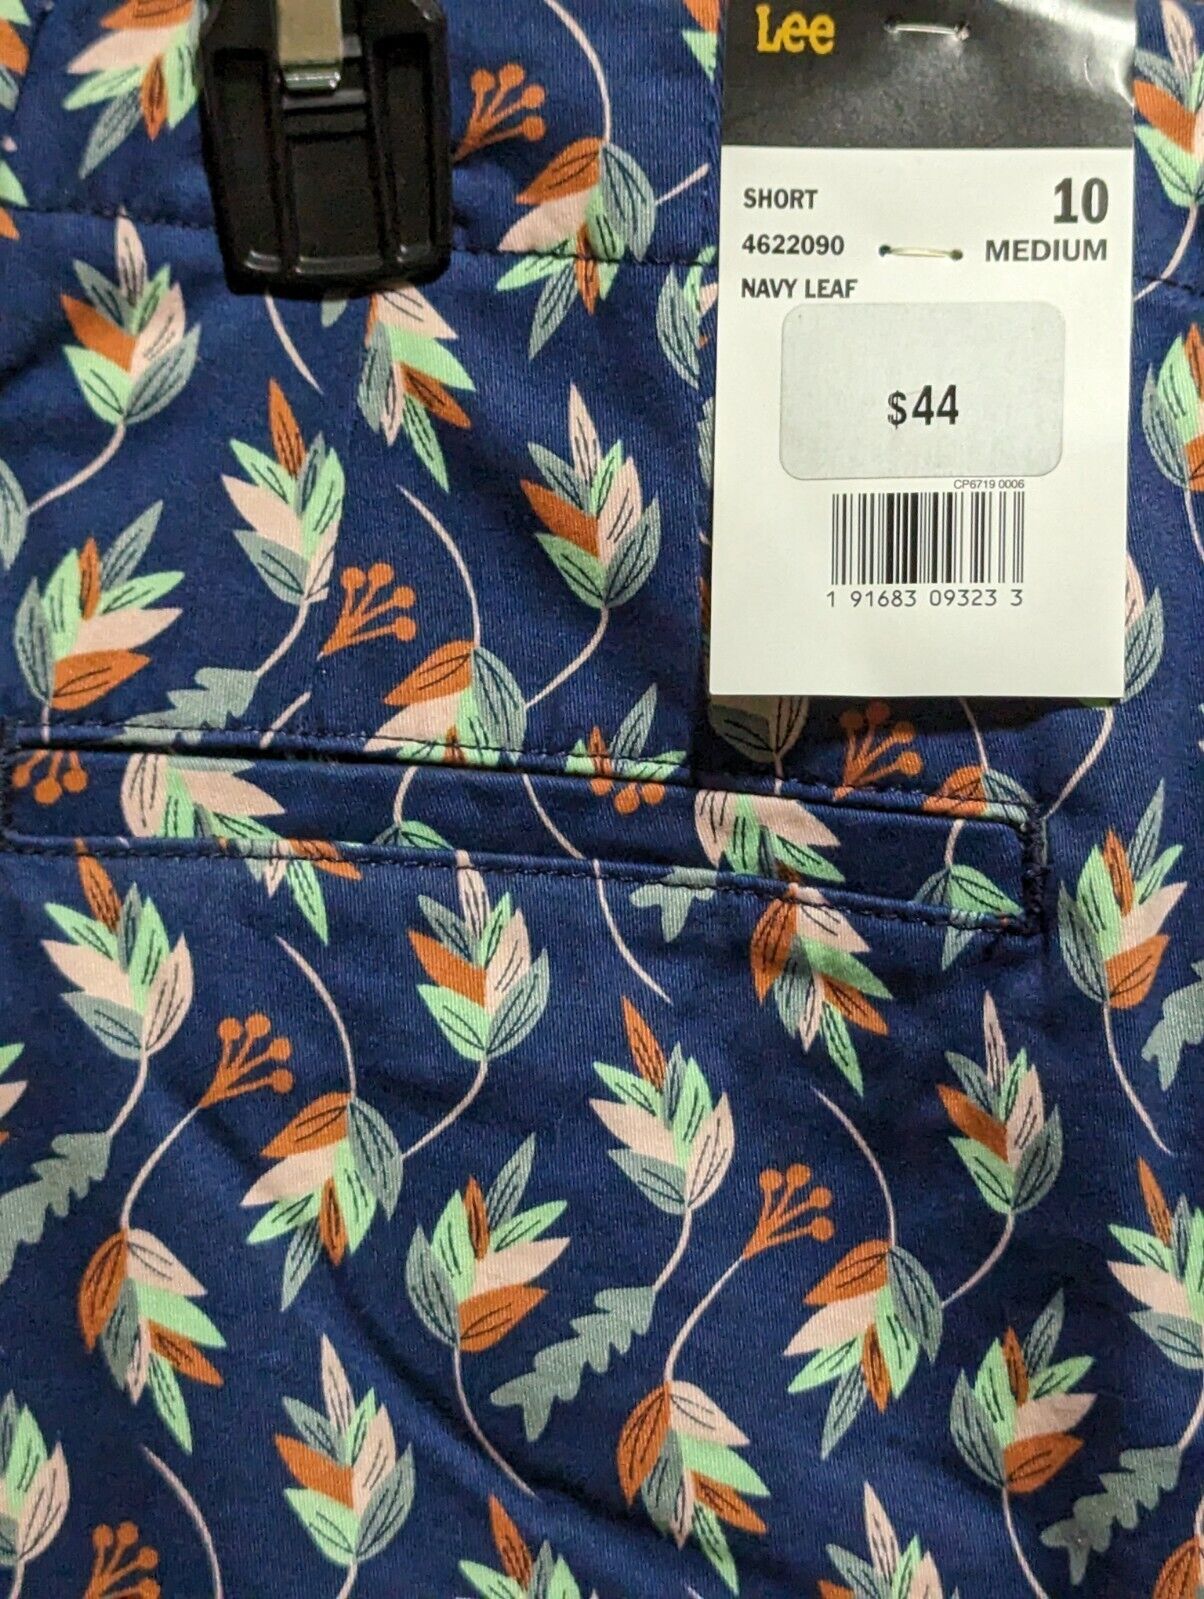 Lee
SHORT 10
4622090 MEDIUM
NAVY LEAF
$44
CP6719 0006
1 91683 09323 3